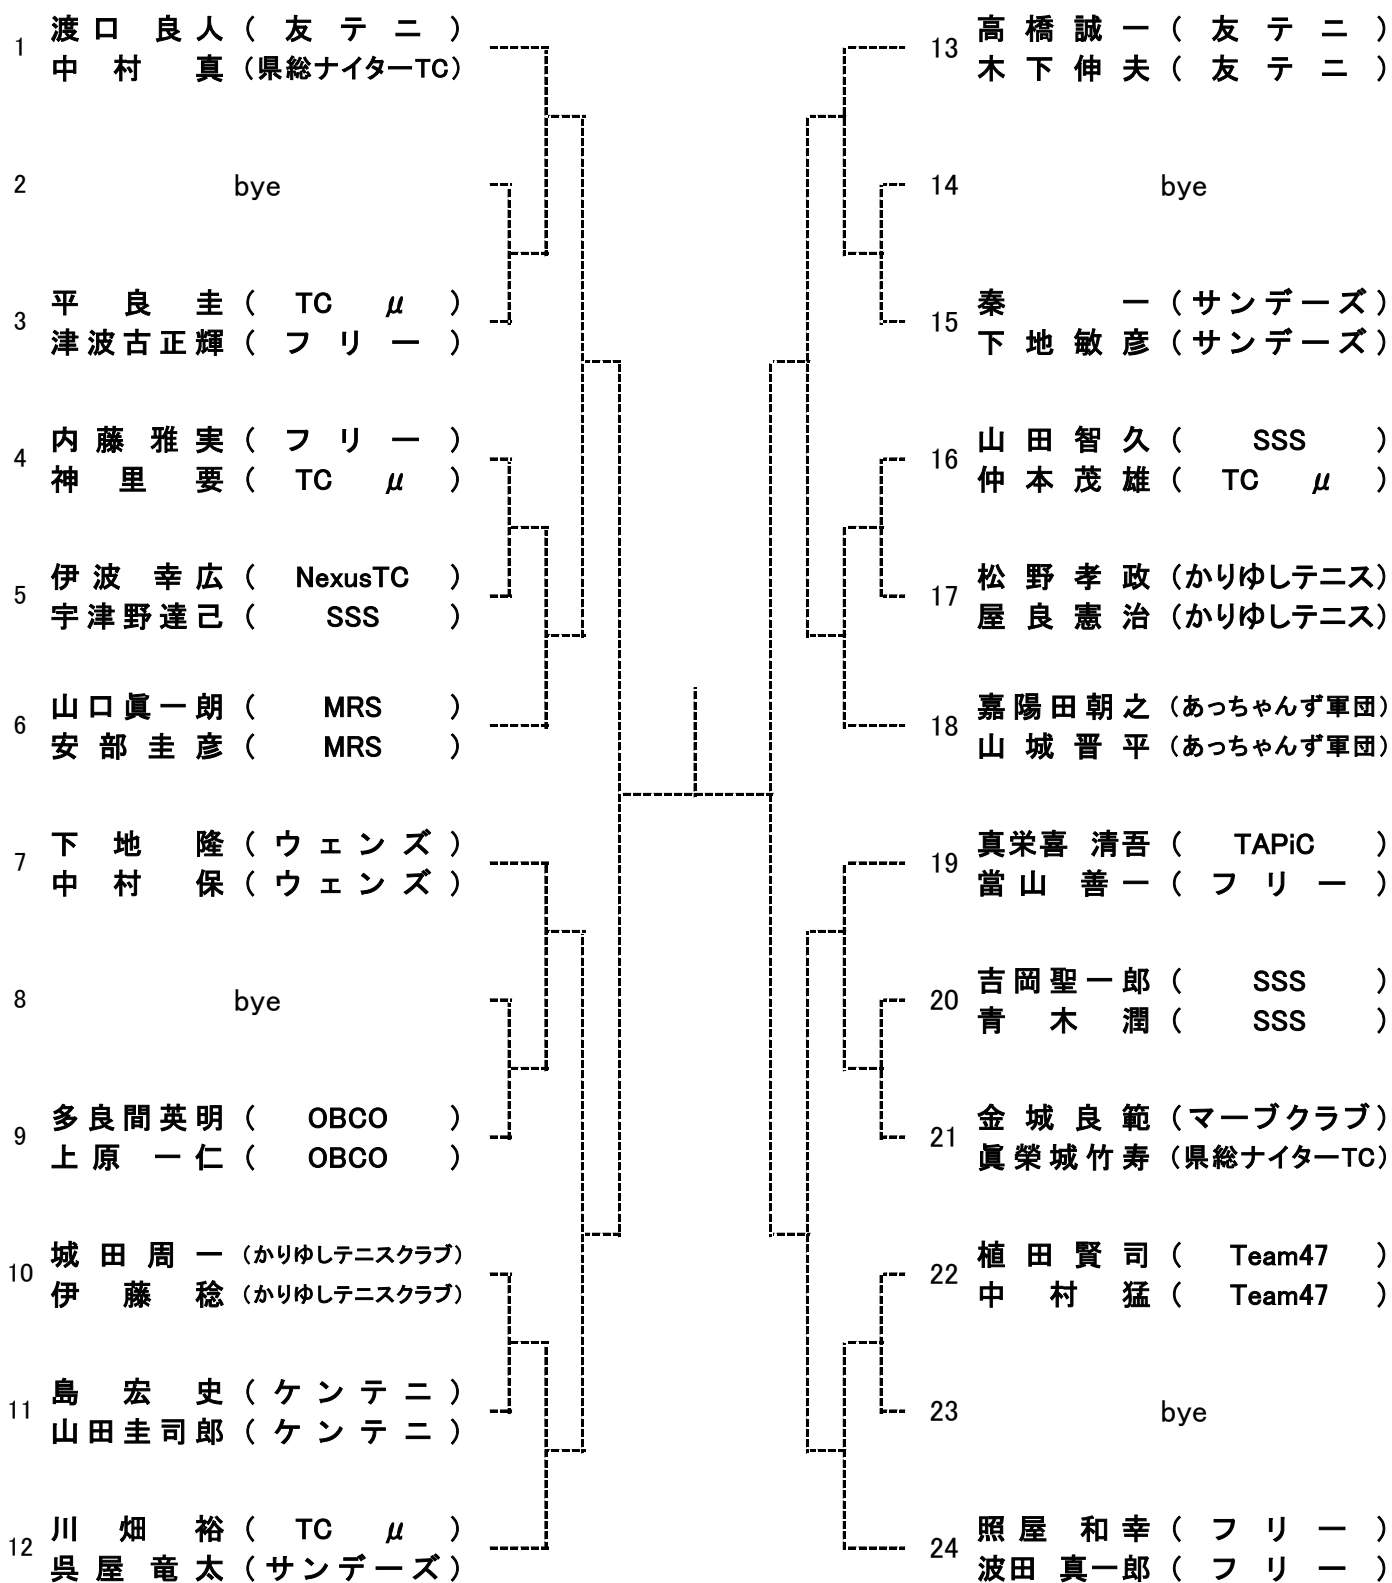 1 渡口 良人 (友テニ)
中村 真 (県総ナイターTC)
2 bye
3 平良 圭 (TC μ)
津波古正輝 (フリー)
4 内藤 雅実 (フリー)
神里 要 (TC μ)
5 伊波 幸広 (NexusTC)
宇津野達己 (SSS)
6 山口眞一朗 (MRS)
安部圭彦 (MRS)
7 下地 隆 (ウェンズ)
中村 保 (ウェンズ)
8 bye
9 多良間英明 (OBCO)
上原 一仁 (OBCO)
10 城田周一 (かりゆしテニスクラブ)
伊藤 稔 (かりゆしテニスクラブ)
11 島 宏史 (ケンテニ)
山田圭司郎 (ケンテニ)
12 川畑 裕 (TC μ)
呉屋竜太 (サンデーズ)
13 高橋誠一 (友テニ)
木下伸夫 (友テニ)
14 bye
15 秦 一 (サンデーズ)
下地敏彦 (サンデーズ)
16 山田智久 (SSS)
仲本茂雄 (TC μ)
17 松野孝政 (かりゆしテニス)
屋良憲治 (かりゆしテニス)
18 嘉陽田朝之 (あっちゃんず軍団)
山城晋平 (あっちゃんず軍団)
19 真栄喜 清吾 (TAPiC)
當山 善一 (フリー)
20 吉岡聖一郎 (SSS)
青木 潤 (SSS)
21 金城良範 (マーブクラブ)
眞榮城竹寿 (県総ナイターTC)
22 植田賢司 (Team47)
中村 猛 (Team47)
23 bye
24 照屋 和幸 (フリー)
波田 真一郎 (フリー)